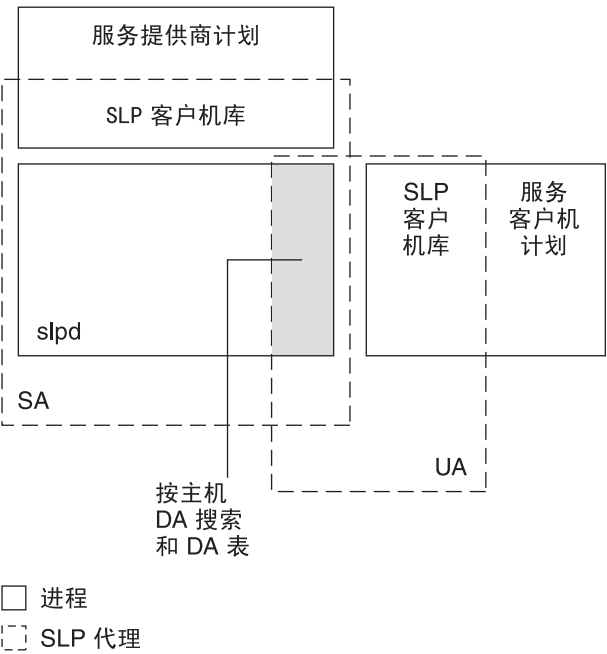 服务提供商计划
SLP 客户机库
SLP
客户
机库
服务
客户机
计划
slpd
SA
UA
按主机
DA 搜索
和 DA 表
进程
SLP 代理